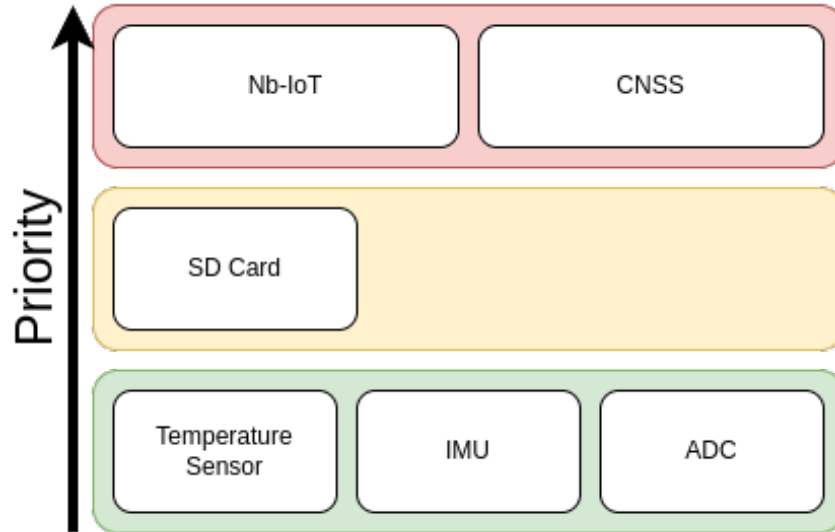 Priority
Nb-IoT
CNSS
SD Card
Temperature
Sensor
IMU
ADC